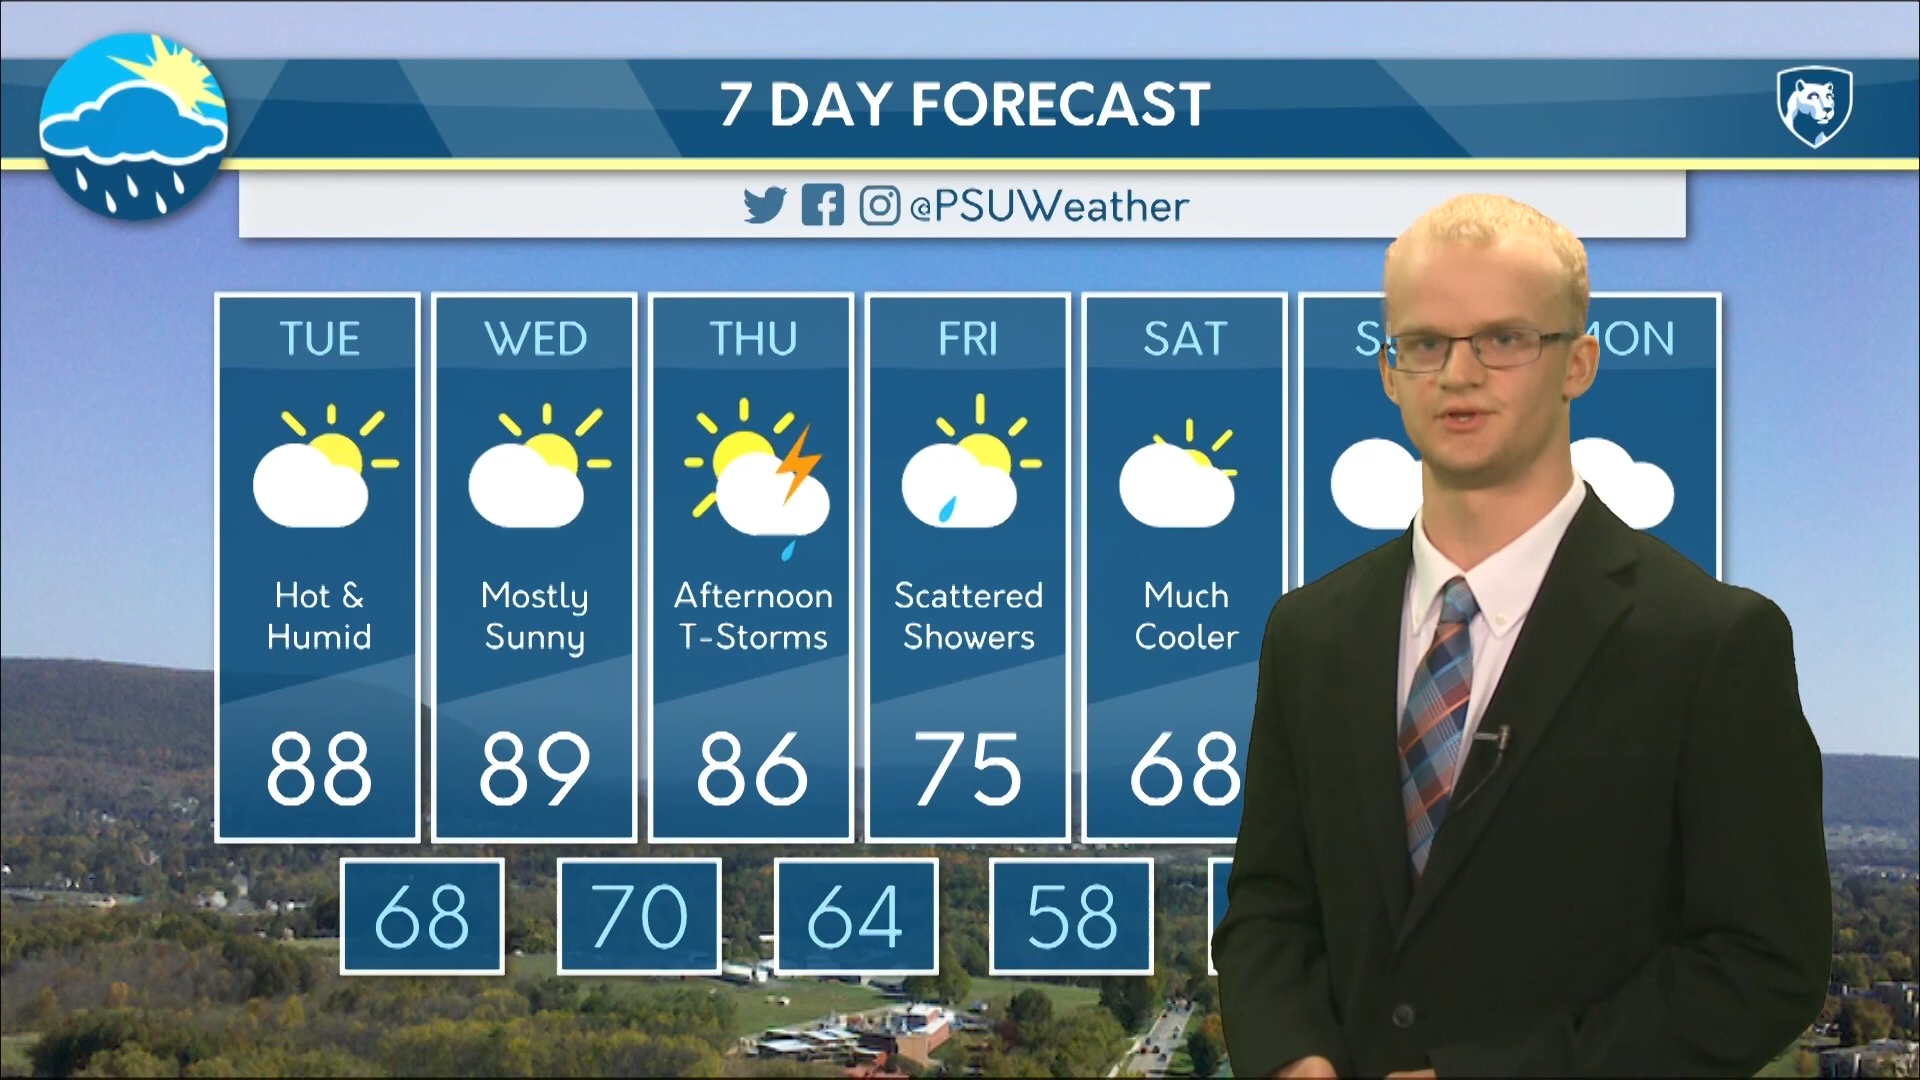 7 DAY FORECAST
@PSUWeather
TUE WED THU FRI SAT
Hot & Mostly Afternoon Scattered Much
Humid Sunny T-Storms Showers Cooler
88 89 86 75 68
68 70 64 58